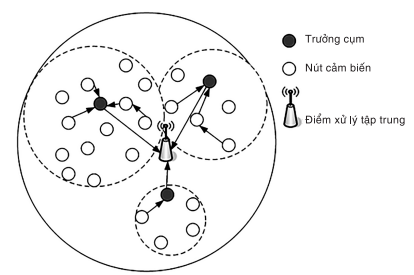 Trưởng cụm
Nút cảm biến
Điểm xử lý tập trung